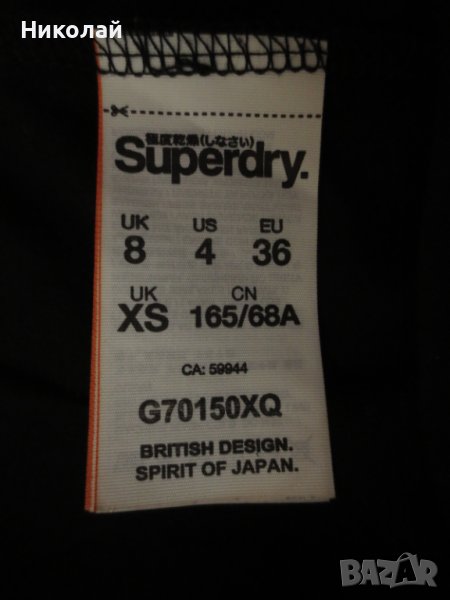 Николай
極度乾燥(しなさい)
Superdry.
UK US EU
8 4 36
UK CN
XS 165/68A
CA: 59944
G70150XQ
BRITISH DESIGN.
SPIRIT OF JAPAN.
BAZAR